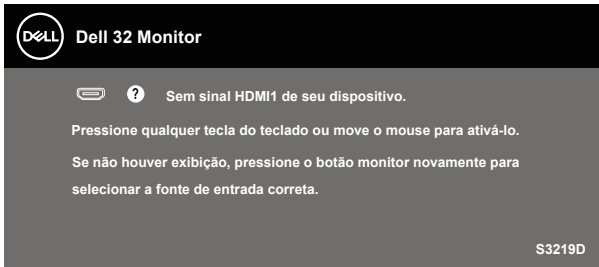 DELL
Dell 32 Monitor
? Sem sinal HDMI1 de seu dispositivo.
Pressione qualquer tecla do teclado ou move o mouse para ativá-lo.
Se não houver exibição, pressione o botão monitor novamente para
selecionar a fonte de entrada correta.
S3219D